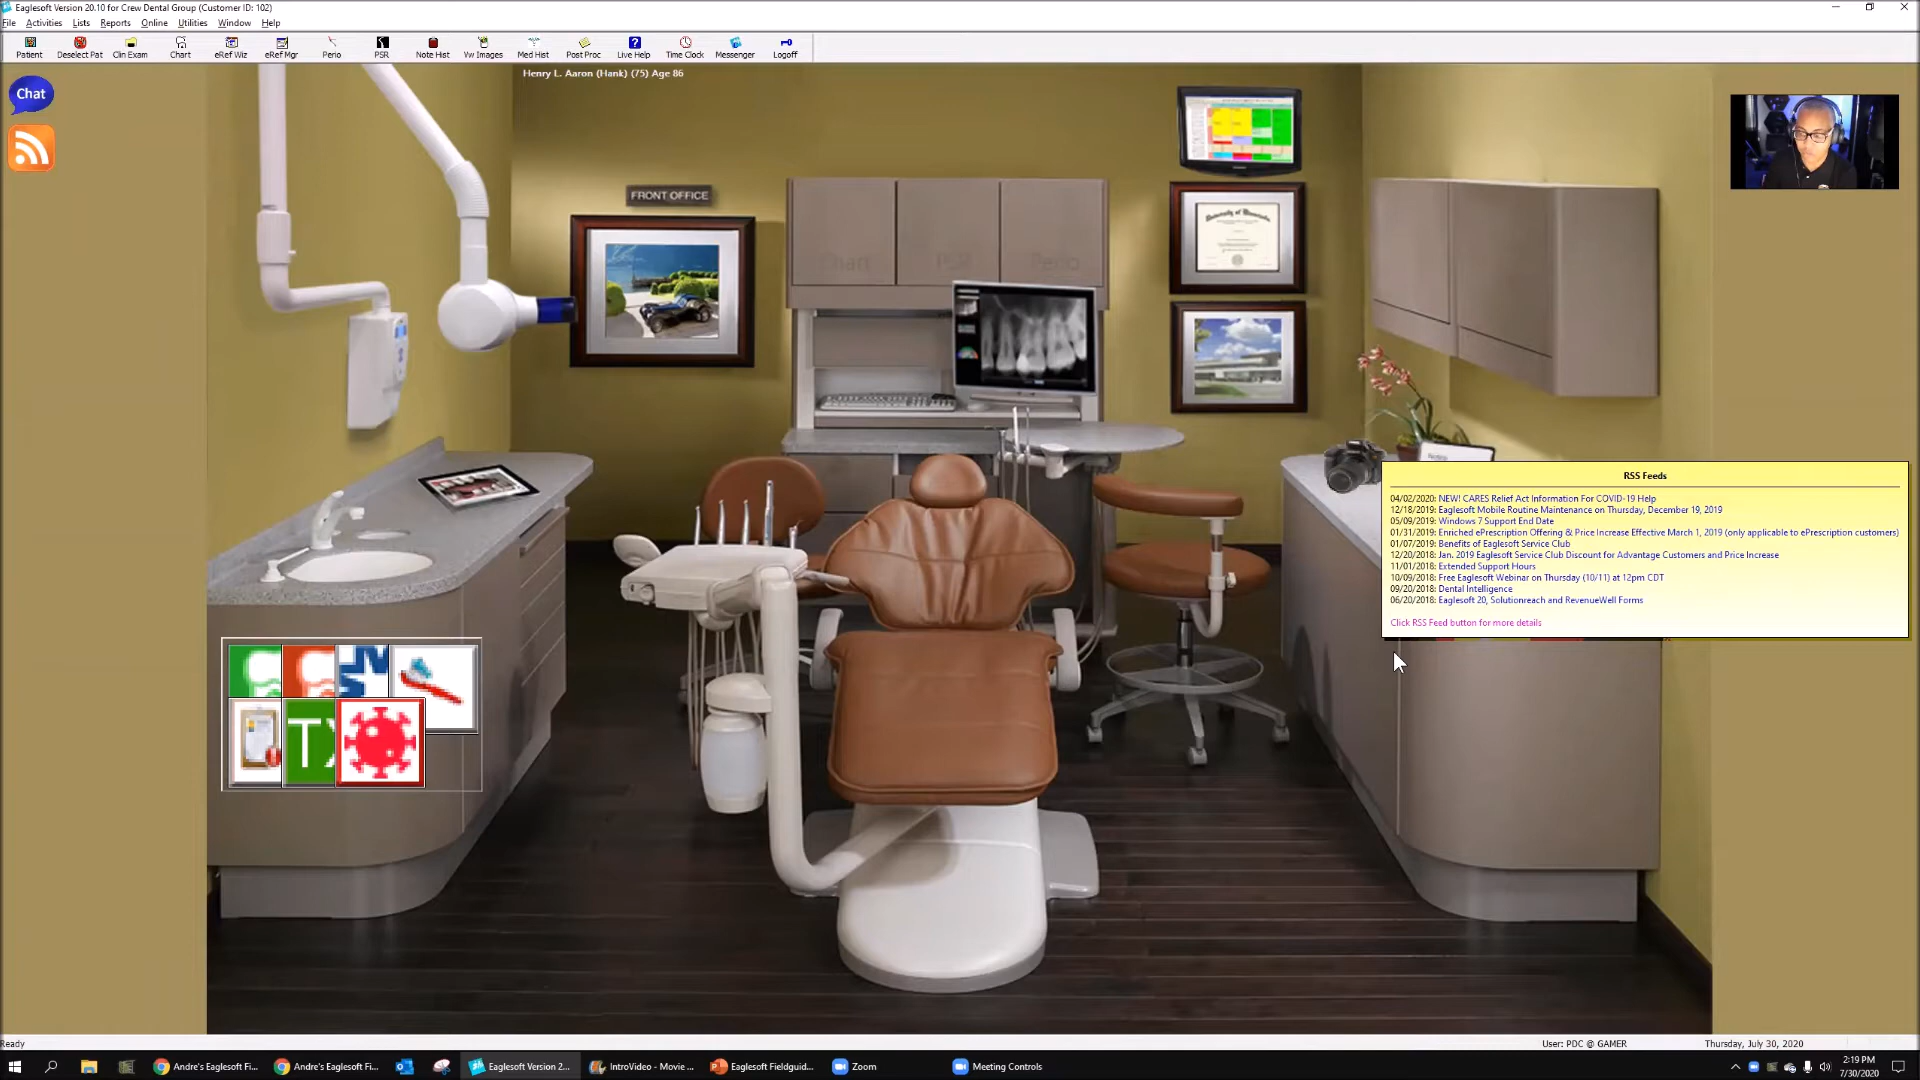 Eaglesoft Version 20.10 for Crew Dental Group (Customer ID: 102)
File Activities Lists Reports Online Utilities Window Help
Patient Deselect Pat Clin Exam Chart eRef Wiz eRef Mgr Perio PSR Note Hist Vw Images Med Hist Post Proc Live Help Time Clock Messenger Logoff
Henry L. Aaron (Hank) (75) Age 86
Chat
FRONT OFFICE
Chart PSR Perio
RSS Feeds
04/02/2020: NEW! CARES Relief Act Information For COVID-19 Help
12/18/2019: Eaglesoft Mobile Routine Maintenance on Thursday, December 19, 2019
05/09/2019: Windows 7 Support End Date
01/31/2019: Enriched ePrescription Offering & Price Increase Effective March 1, 2019 (only applicable to ePrescription customers)
01/07/2019: Benefits of Eaglesoft Service Club
12/20/2018: Jan. 2019 Eaglesoft Service Club Discount for Advantage Customers and Price Increase
11/01/2018: Extended Support Hours
10/09/2018: Free Eaglesoft Webinar on Thursday (10/11) at 12pm CDT
09/20/2018: Dental Intelligence
06/20/2018: Eaglesoft 20, Solutionreach and RevenueWell Forms
Click RSS Feed button for more details
TX
Ready
User: PDC @ GAMER
Thursday, July 30, 2020
Andre's Eaglesoft Fi...
Andre's Eaglesoft Fi...
Eaglesoft Version 2...
IntroVideo - Movie ...
Eaglesoft Fieldguid...
Zoom
Meeting Controls
2:19 PM
7/30/2020